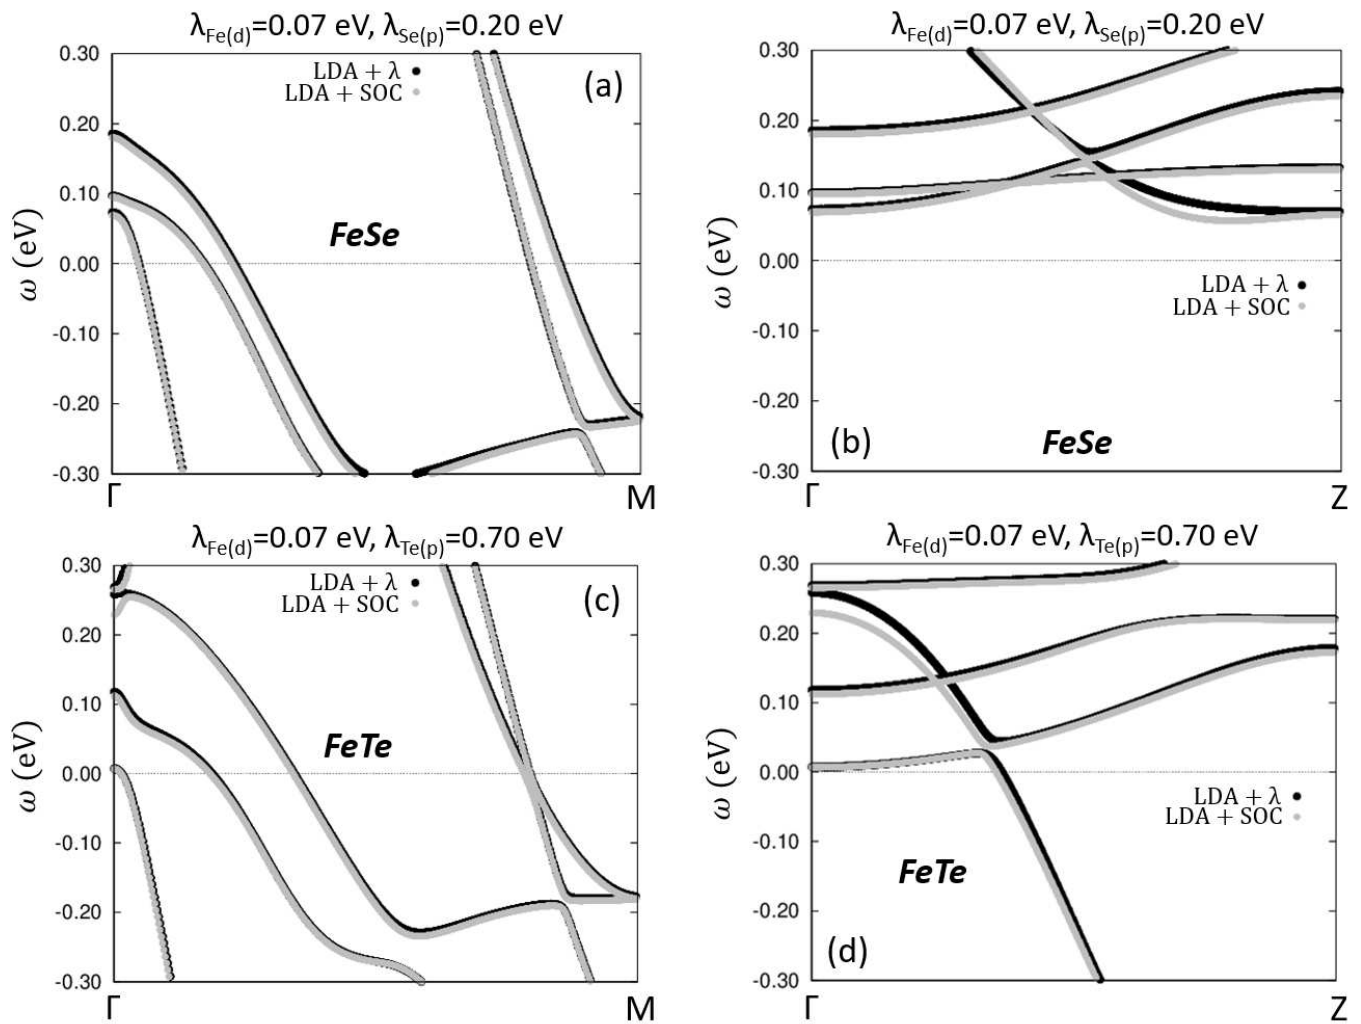 λFe(d)=0.07 eV, λSe(p)=0.20 eV
0.30
0.20
0.10
0.00
-0.10
-0.20
-0.30
ω (eV)
LDA + λ
LDA + SOC
(a)
FeSe
Γ
M
λFe(d)=0.07 eV, λSe(p)=0.20 eV
0.30
0.20
0.10
0.00
-0.10
-0.20
-0.30
ω (eV)
LDA + λ
LDA + SOC
(b)
FeSe
Γ
Z
λFe(d)=0.07 eV, λTe(p)=0.70 eV
0.30
0.20
0.10
0.00
-0.10
-0.20
-0.30
ω (eV)
LDA + λ
LDA + SOC
(c)
FeTe
Γ
M
λFe(d)=0.07 eV, λTe(p)=0.70 eV
0.30
0.20
0.10
0.00
-0.10
-0.20
-0.30
ω (eV)
LDA + λ
LDA + SOC
FeTe
(d)
Γ
Z